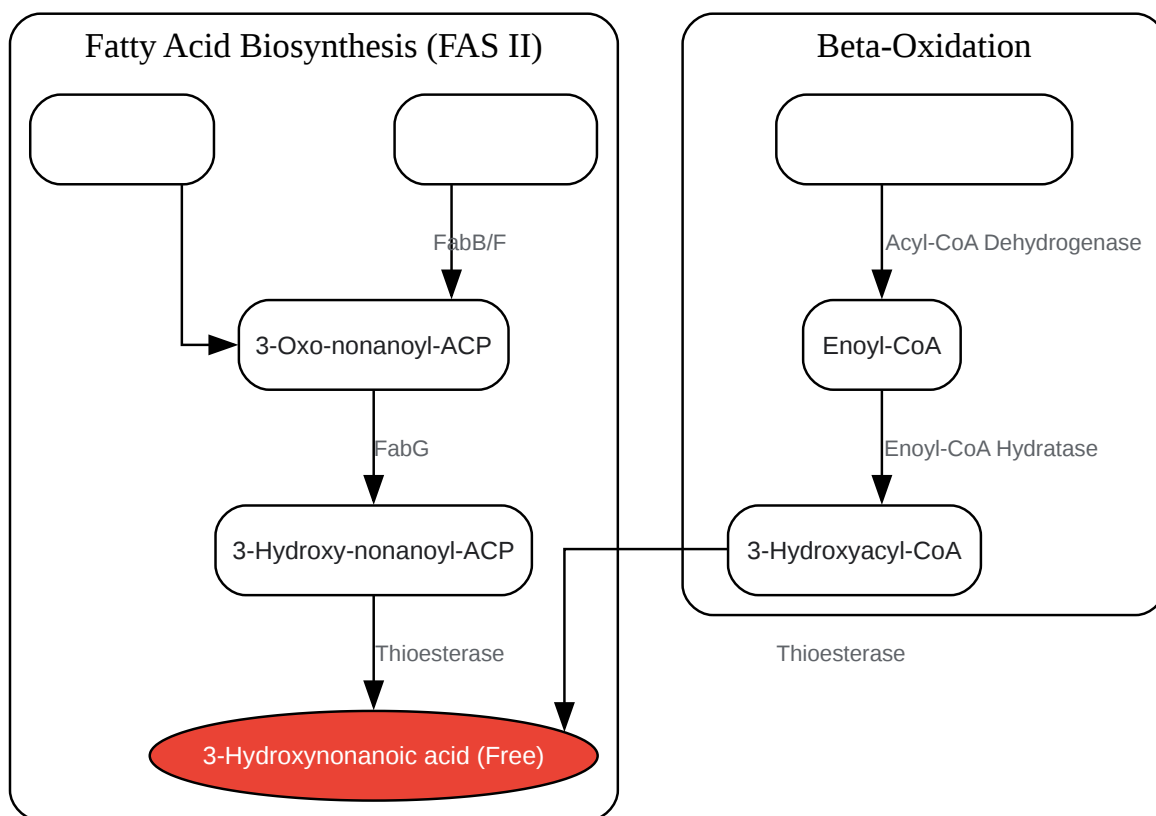 Fatty Acid Biosynthesis (FAS II)
Beta-Oxidation
FabB/F
Acyl-CoA Dehydrogenase
3-Oxo-nonanoyl-ACP
Enoyl-CoA
FabG
Enoyl-CoA Hydratase
3-Hydroxy-nonanoyl-ACP
3-Hydroxyacyl-CoA
Thioesterase
Thioesterase
3-Hydroxynonanoic acid (Free)